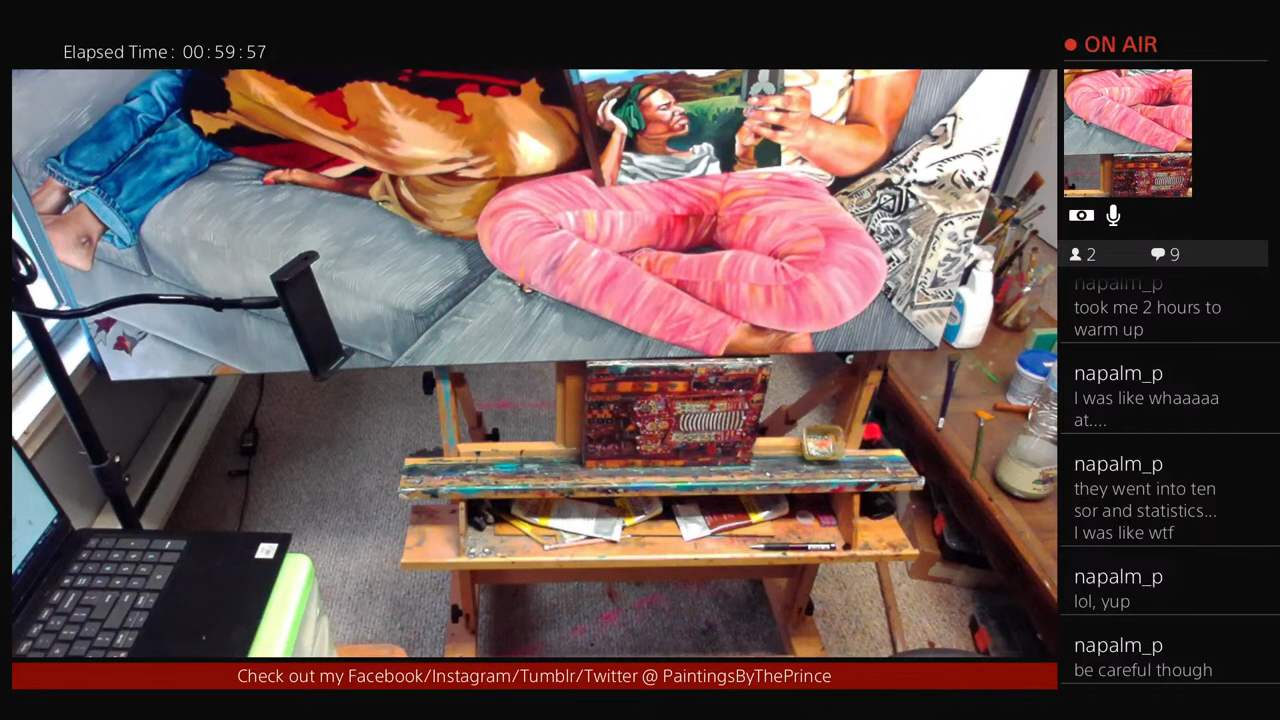 Elapsed Time: 00:59:57
ON AIR
2
9
napalm_p
took me 2 hours to
warm up
napalm_p
I was like whaaaaa
at....
napalm_p
they went into ten
sor and statistics...
I was like wtf
napalm_p
lol, yup
napalm_p
be careful though
Check out my Facebook/Instagram/Tumblr/Twitter @ PaintingsByThePrince